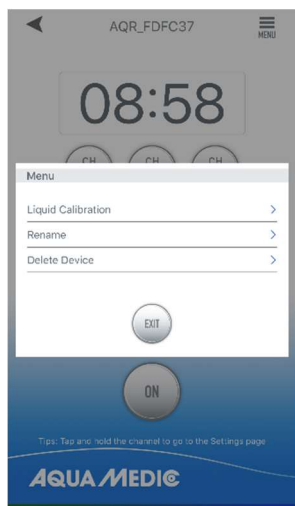 AQR_FDFC37
MENU
08:58
CH CH CH
Menu
Liquid Calibration
Rename
Delete Device
EXIT
ON
Tips: Tap and hold the channel to go to the Settings page
AQUA MEDIC